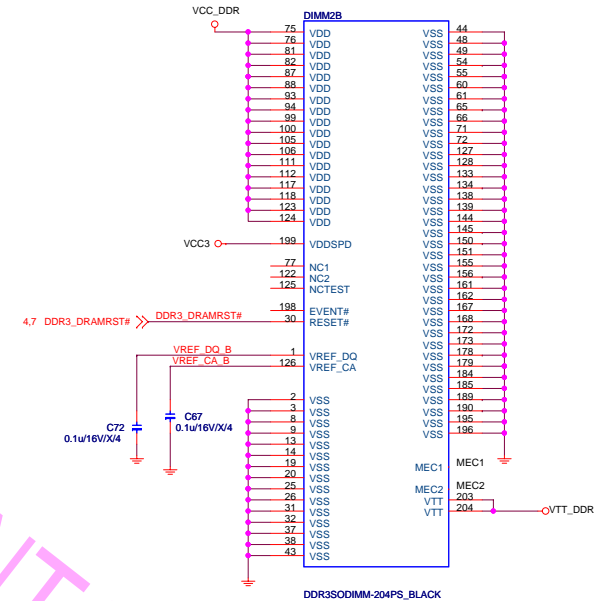 VCC_DDR
DIMM2B
75 VDD VSS 44
76 VDD VSS 48
81 VDD VSS 49
82 VDD VSS 54
87 VDD VSS 55
88 VDD VSS 60
93 VDD VSS 61
94 VDD VSS 65
99 VDD VSS 66
100 VDD VSS 71
105 VDD VSS 72
106 VDD VSS 127
111 VDD VSS 128
112 VDD VSS 133
117 VDD VSS 134
118 VDD VSS 138
123 VDD VSS 139
124 VDD VSS 144
VSS 145
VCC3 199 VDDSPD VSS 150
VSS 151
77 NC1 VSS 155
122 NC2 VSS 156
125 NCTEST VSS 161
VSS 162
198 EVENT# VSS 167
4,7 DDR3_DRAMRST# DDR3_DRAMRST# 30 RESET# VSS 168
VSS 172
VSS 173
VREF_DQ_B 1 VREF_DQ VSS 178
VREF_CA_B 126 VREF_CA VSS 179
VSS 184
VSS 185
2 VSS VSS 189
3 VSS VSS 190
8 VSS VSS 195
9 VSS VSS 196
C72
0.1u/16V/X/4
C67
0.1u/16V/X/4
13 VSS
14 VSS
19 VSS MEC1 MEC1
20 VSS
25 VSS MEC2 MEC2
26 VSS VTT 203
31 VSS VTT 204 VTT_DDR
32 VSS
37 VSS
38 VSS
43 VSS
DDR3SODIMM-204PS_BLACK